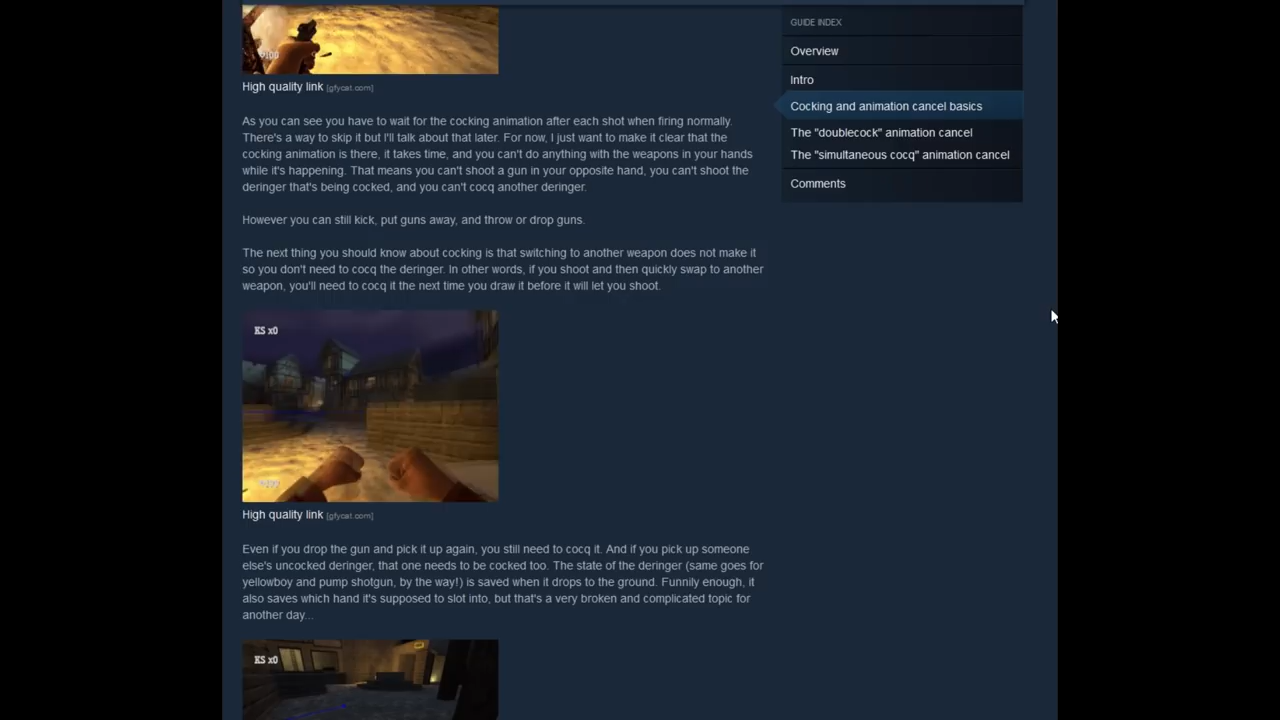 High quality link [gfycat.com]
As you can see you have to wait for the cocking animation after each shot when firing normally.
There's a way to skip it but I'll talk about that later. For now, I just want to make it clear that the
cocking animation is there, it takes time, and you can't do anything with the weapons in your hands
while it's happening. That means you can't shoot a gun in your opposite hand, you can't shoot the
deringer that's being cocked, and you can't cocq another deringer.
However you can still kick, put guns away, and throw or drop guns.
The next thing you should know about cocking is that switching to another weapon does not make it
so you don't need to cocq the deringer. In other words, if you shoot and then quickly swap to another
weapon, you'll need to cocq it the next time you draw it before it will let you shoot.
KS x0
High quality link [gfycat.com]
Even if you drop the gun and pick it up again, you still need to cocq it. And if you pick up someone
else's uncocked deringer, that one needs to be cocked too. The state of the deringer (same goes for
yellowboy and pump shotgun, by the way!) is saved when it drops to the ground. Funnily enough, it
also saves which hand it's supposed to slot into, but that's a very broken and complicated topic for
another day...
KS x0
GUIDE INDEX
Overview
Intro
Cocking and animation cancel basics
The "doublecock" animation cancel
The "simultaneous cocq" animation cancel
Comments